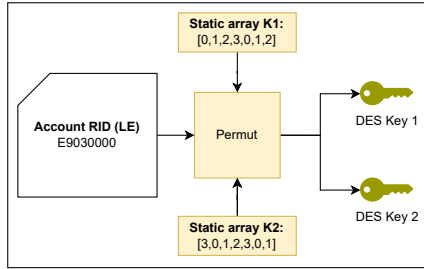 Static array K1:
[0,1,2,3,0,1,2]
Account RID (LE)
E9030000
Permut
DES Key 1
DES Key 2
Static array K2:
[3,0,1,2,3,0,1]